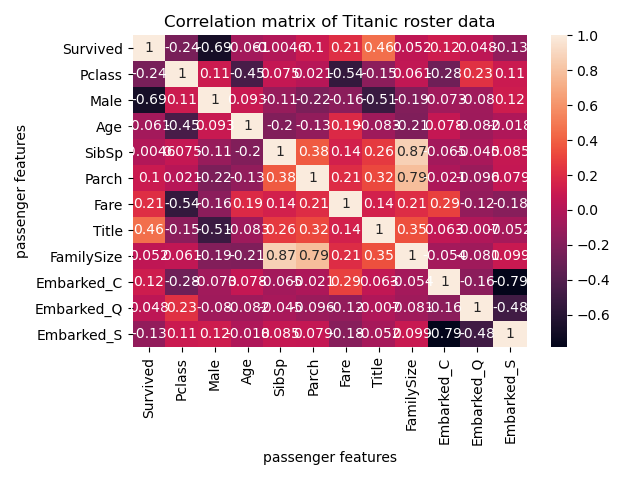 Correlation matrix of Titanic roster data
Survived 1 -0.24 -0.69 -0.061 -0.0046 0.1 0.21 0.46 0.052 0.12 0.048 -0.13
Pclass -0.24 1 0.11 -0.45 0.075 0.021 -0.54 -0.15 0.061 -0.28 0.23 0.11
Male -0.69 0.11 1 0.093 -0.11 -0.22 -0.16 -0.51 -0.19 -0.073 -0.08 0.12
Age -0.061 -0.45 0.093 1 -0.2 -0.13 0.19 -0.083 -0.21 0.078 -0.082 -0.018
SibSp -0.0046 0.075 -0.11 -0.2 1 0.38 0.14 0.26 0.87 -0.065 -0.045 0.085
Parch 0.1 0.021 -0.22 -0.13 0.38 1 0.21 0.32 0.79 -0.021 -0.096 0.079
Fare 0.21 -0.54 -0.16 0.19 0.14 0.21 1 0.14 0.21 0.29 -0.12 -0.18
Title 0.46 -0.15 -0.51 -0.083 0.26 0.32 0.14 1 0.35 0.063 -0.007 -0.052
FamilySize 0.052 0.061 -0.19 -0.21 0.87 0.79 0.21 0.35 1 -0.054 -0.081 0.099
Embarked_C 0.12 -0.28 -0.073 0.078 -0.065 -0.021 0.29 0.063 -0.054 1 -0.16 -0.79
Embarked_Q 0.048 0.23 -0.08 -0.082 -0.045 -0.096 -0.12 -0.007 -0.081 -0.16 1 -0.48
Embarked_S -0.13 0.11 0.12 -0.018 0.085 0.079 -0.18 -0.052 0.099 -0.79 -0.48 1
passenger features
Survived Pclass Male Age SibSp Parch Fare Title FamilySize Embarked_C Embarked_Q Embarked_S
passenger features
1.0
0.8
0.6
0.4
0.2
0.0
−0.2
−0.4
−0.6